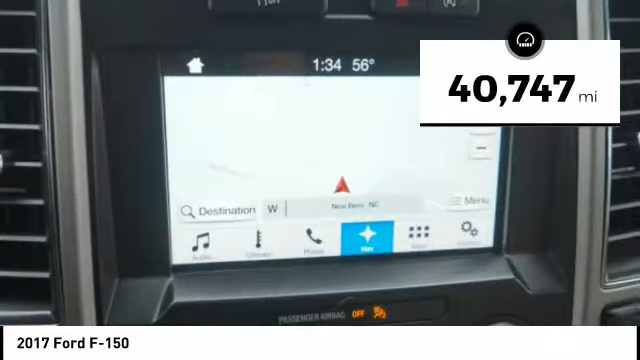 1:34 56°
40,747 mi
Destination W New Bern, NC Menu
Audio Climate Phone Nav Apps
PASSENGER AIRBAG OFF
2017 Ford F-150